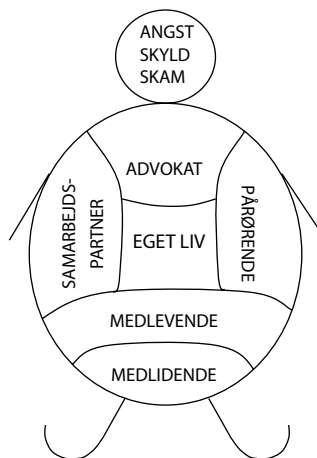 ANGST
SKYLD
SKAM
ADVOKAT
SAMARBEJDS-
PARTNER
EGET LIV
PÅRØRENDE
MEDLEVENDE
MEDLIDENDE